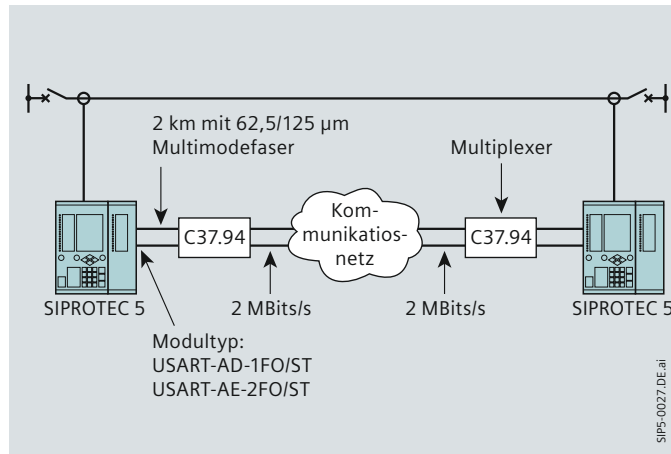 2 km mit 62,5/125 µm
Multimodefaser
Multiplexer
Kom-
munikatios-
netz
C37.94
C37.94
SIPROTEC 5
2 MBits/s
2 MBits/s
SIPROTEC 5
Modultyp:
USART-AD-1FO/ST
USART-AE-2FO/ST
SIP5-0027.DE.ai